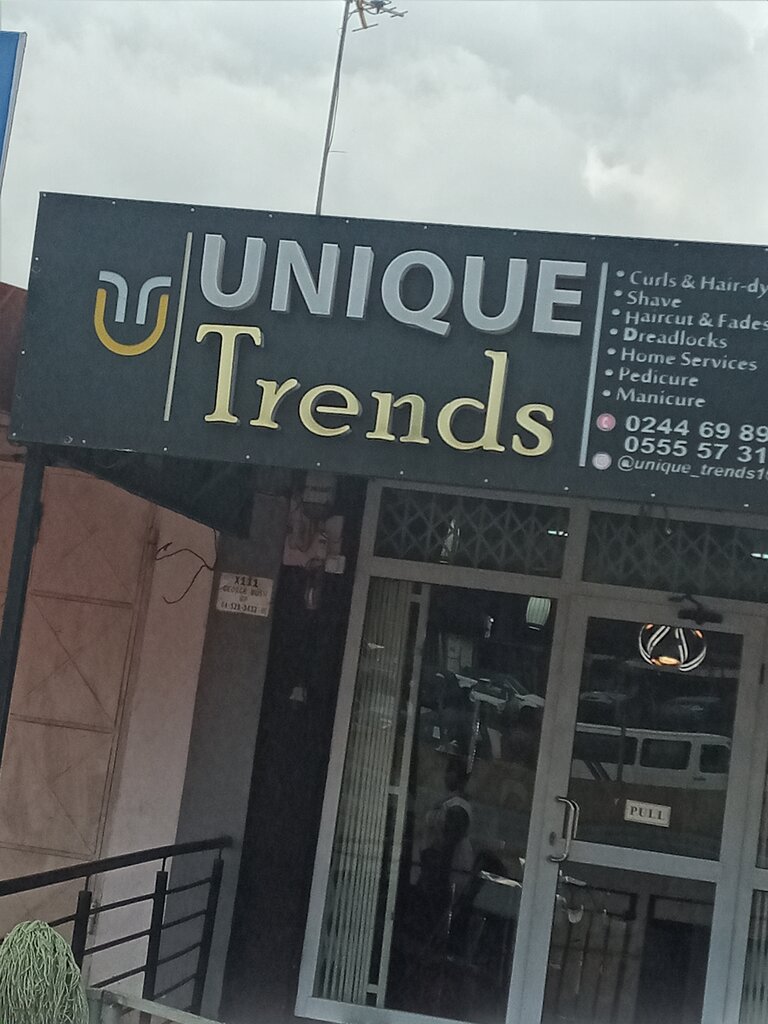 UNIQUE
Trends
• Curls & Hair-dy
• Shave
• Haircut & Fades
• Dreadlocks
• Home Services
• Pedicure
• Manicure
0244 69 89
0555 57 31
@unique_trends1
X111
PULL